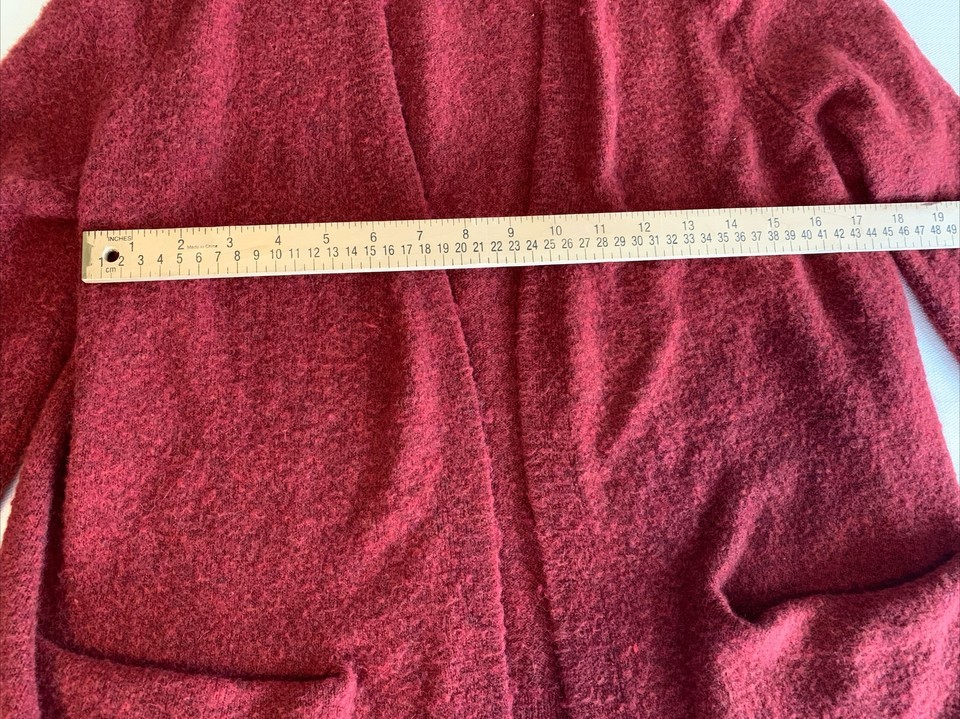 INCHES
1 2 Made in China 3 4 5 6 7 8 9 10 11 12 13 14 15 16 17 18 19
1 2 3 4 5 6 7 8 9 10 11 12 13 14 15 16 17 18 19 20 21 22 23 24 25 26 27 28 29 30 31 32 33 34 35 36 37 38 39 40 41 42 43 44 45 46 47 48 49
cm